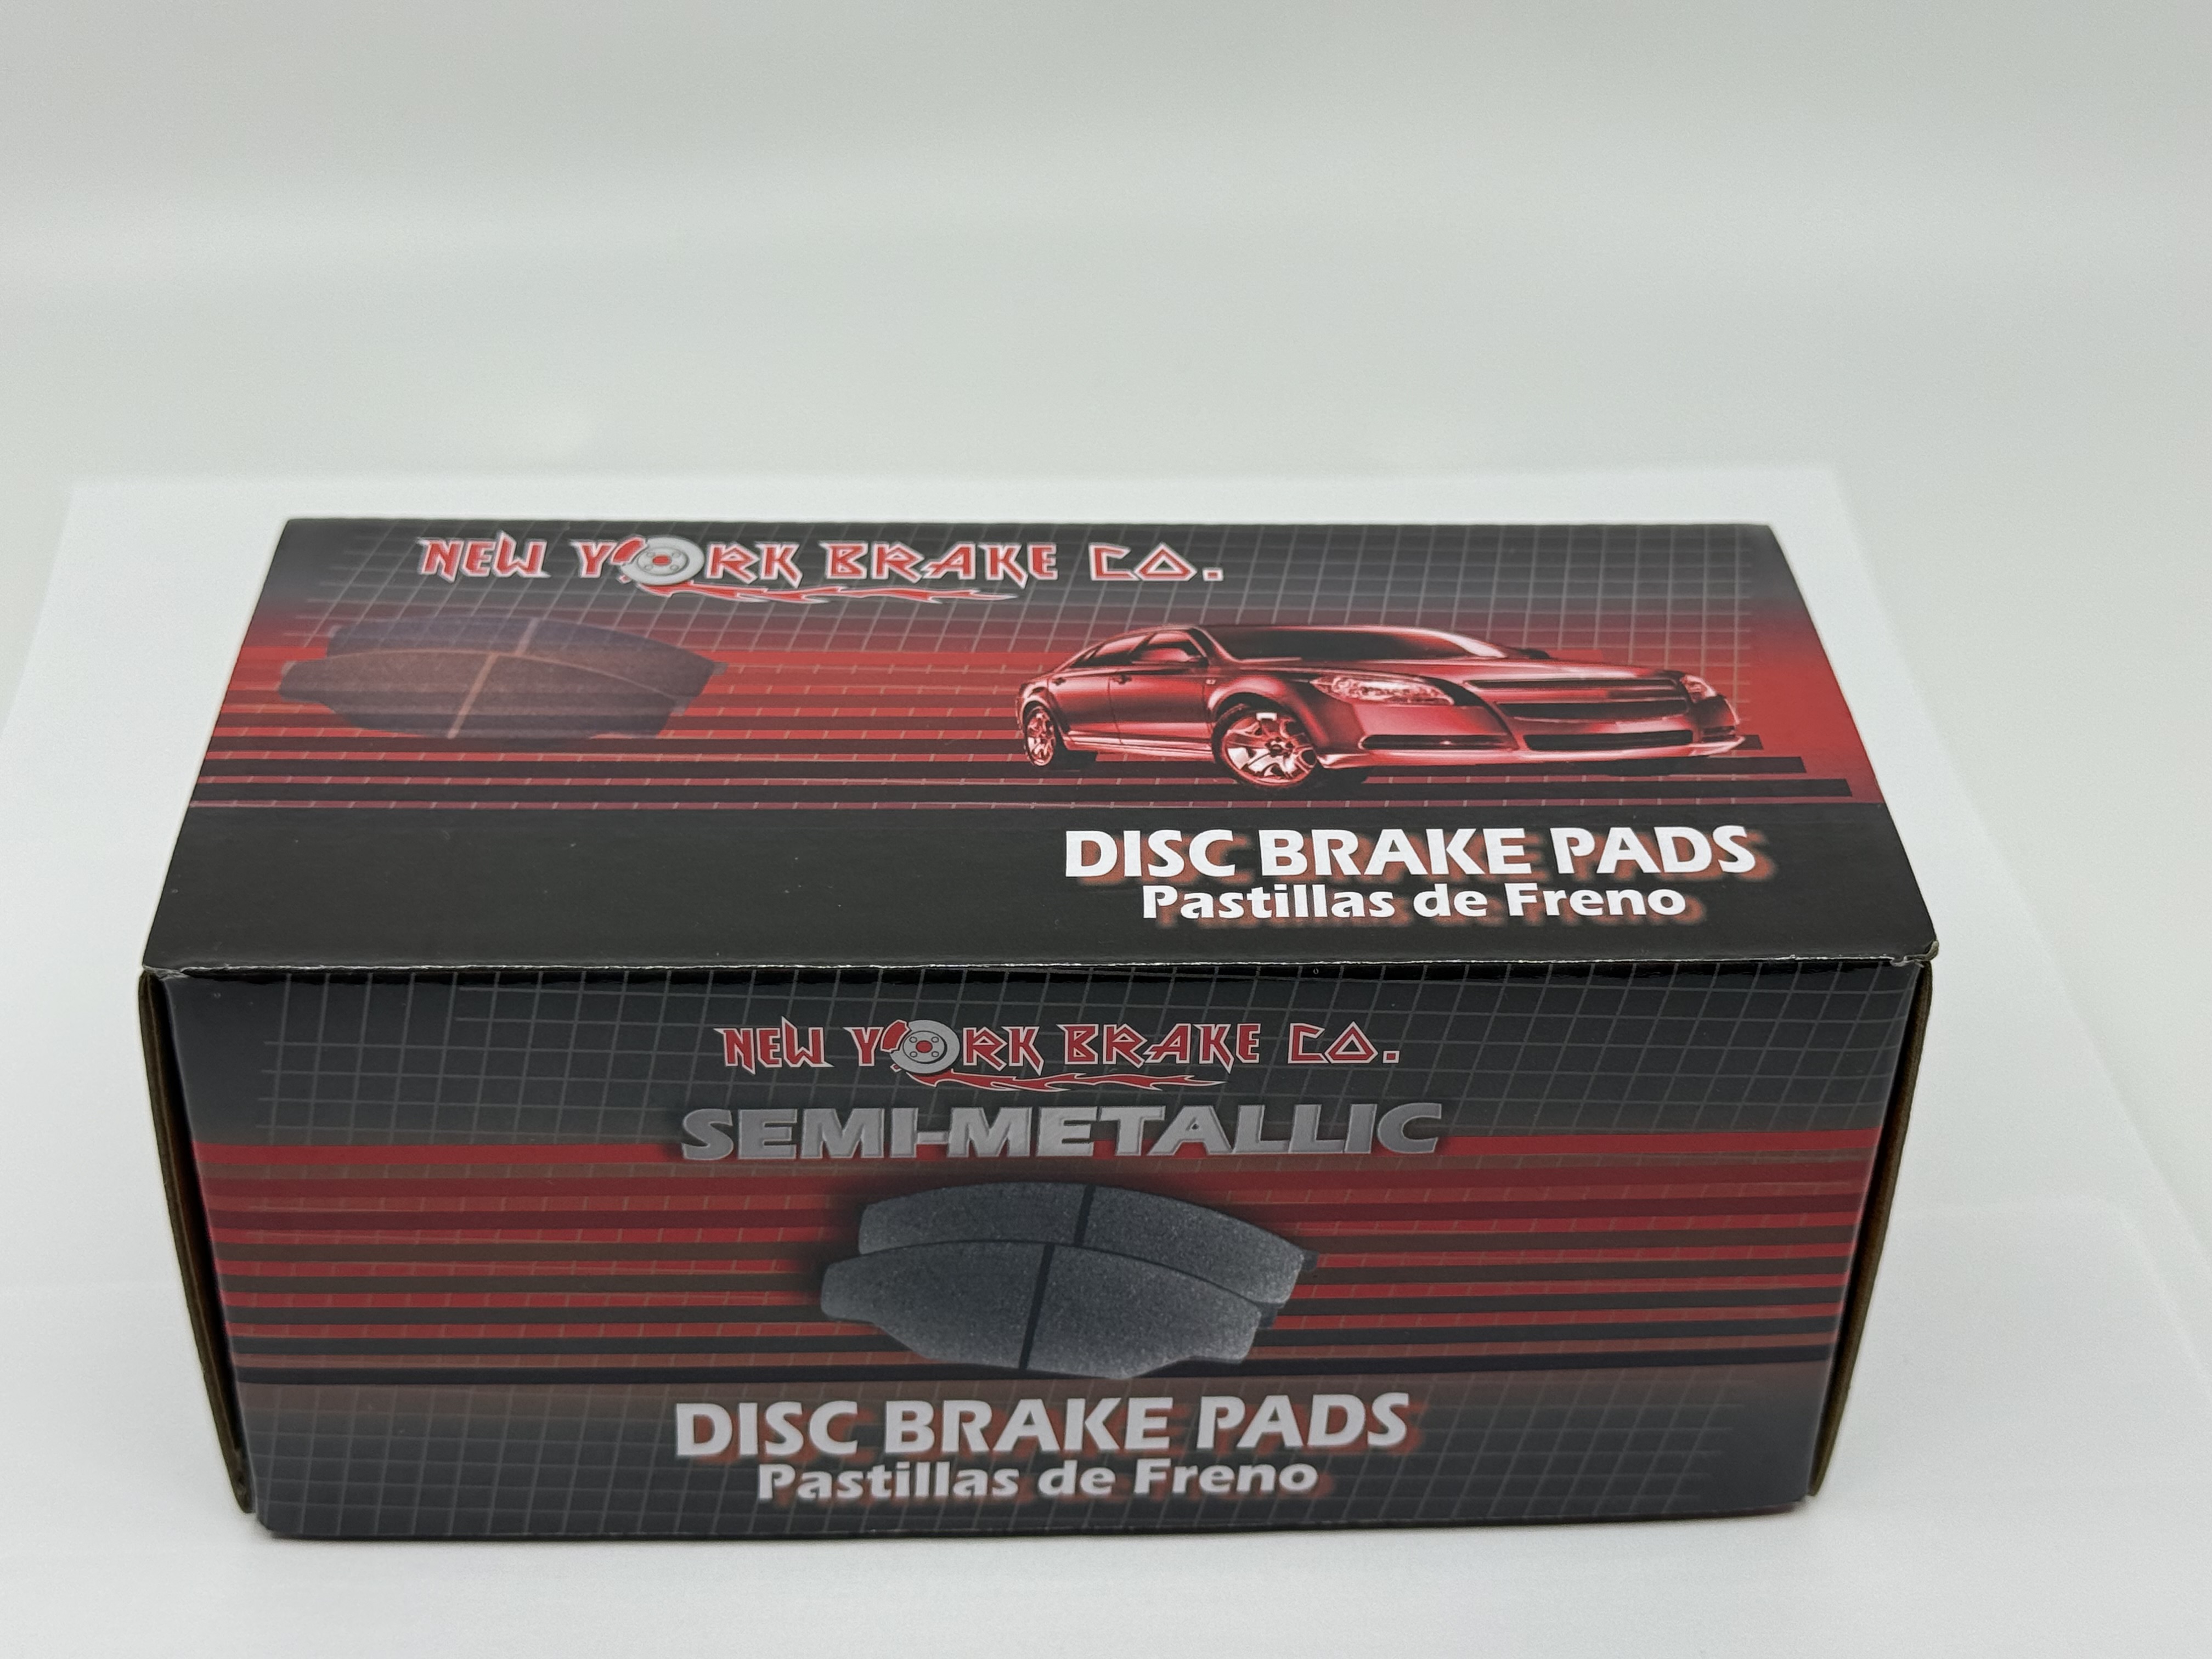 NEW YORK BRAKE CO.
DISC BRAKE PADS
Pastillas de Freno
NEW YORK BRAKE CO.
SEMI-METALLIC
DISC BRAKE PADS
Pastillas de Freno